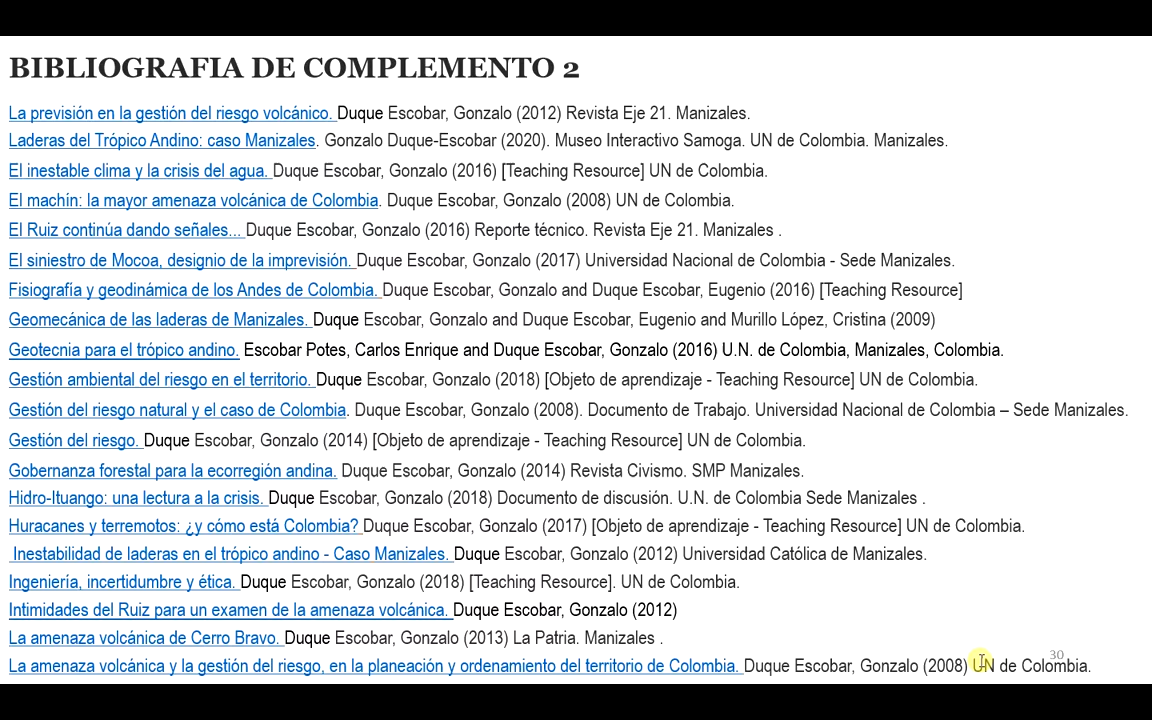 BIBLIOGRAFIA DE COMPLEMENTO 2
La previsión en la gestión del riesgo volcánico. Duque Escobar, Gonzalo (2012) Revista Eje 21. Manizales.
Laderas del Trópico Andino: caso Manizales. Gonzalo Duque-Escobar (2020). Museo Interactivo Samoga. UN de Colombia. Manizales.
El inestable clima y la crisis del agua. Duque Escobar, Gonzalo (2016) [Teaching Resource] UN de Colombia.
El machín: la mayor amenaza volcánica de Colombia. Duque Escobar, Gonzalo (2008) UN de Colombia.
El Ruiz continúa dando señales... Duque Escobar, Gonzalo (2016) Reporte técnico. Revista Eje 21. Manizales .
El siniestro de Mocoa, designio de la imprevisión. Duque Escobar, Gonzalo (2017) Universidad Nacional de Colombia - Sede Manizales.
Fisiografía y geodinámica de los Andes de Colombia. Duque Escobar, Gonzalo and Duque Escobar, Eugenio (2016) [Teaching Resource]
Geomecánica de las laderas de Manizales. Duque Escobar, Gonzalo and Duque Escobar, Eugenio and Murillo López, Cristina (2009)
Geotecnia para el trópico andino. Escobar Potes, Carlos Enrique and Duque Escobar, Gonzalo (2016) U.N. de Colombia, Manizales, Colombia.
Gestión ambiental del riesgo en el territorio. Duque Escobar, Gonzalo (2018) [Objeto de aprendizaje - Teaching Resource] UN de Colombia.
Gestión del riesgo natural y el caso de Colombia. Duque Escobar, Gonzalo (2008). Documento de Trabajo. Universidad Nacional de Colombia – Sede Manizales.
Gestión del riesgo. Duque Escobar, Gonzalo (2014) [Objeto de aprendizaje - Teaching Resource] UN de Colombia.
Gobernanza forestal para la ecorregión andina. Duque Escobar, Gonzalo (2014) Revista Civismo. SMP Manizales.
Hidro-Ituango: una lectura a la crisis. Duque Escobar, Gonzalo (2018) Documento de discusión. U.N. de Colombia Sede Manizales .
Huracanes y terremotos: ¿y cómo está Colombia? Duque Escobar, Gonzalo (2017) [Objeto de aprendizaje - Teaching Resource] UN de Colombia.
Inestabilidad de laderas en el trópico andino - Caso Manizales. Duque Escobar, Gonzalo (2012) Universidad Católica de Manizales.
Ingeniería, incertidumbre y ética. Duque Escobar, Gonzalo (2018) [Teaching Resource]. UN de Colombia.
Intimidades del Ruiz para un examen de la amenaza volcánica. Duque Escobar, Gonzalo (2012)
La amenaza volcánica de Cerro Bravo. Duque Escobar, Gonzalo (2013) La Patria. Manizales .
La amenaza volcánica y la gestión del riesgo, en la planeación y ordenamiento del territorio de Colombia. Duque Escobar, Gonzalo (2008) UN de Colombia.
30